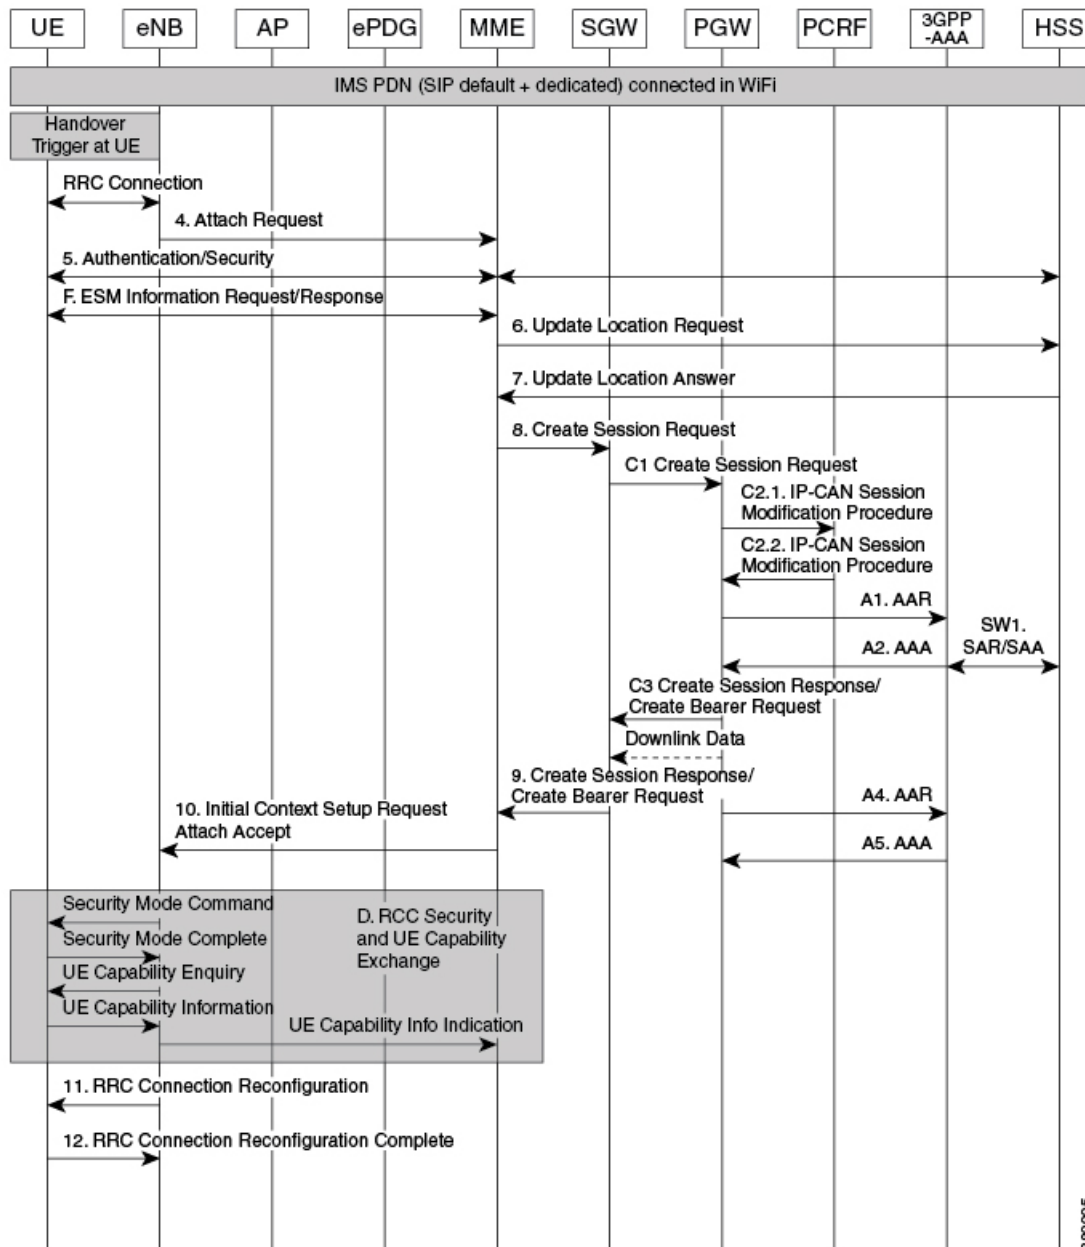 UE eNB AP ePDG MME SGW PGW PCRF 3GPP HSS
-AAA
IMS PDN (SIP default + dedicated) connected in WiFi
Handover
Trigger at UE
RRC Connection
4. Attach Request
5. Authentication/Security
F. ESM Information Request/Response
6. Update Location Request
7. Update Location Answer
8. Create Session Request
C1 Create Session Request
C2.1. IP-CAN Session
Modification Procedure
C2.2. IP-CAN Session
Modification Procedure
A1. AAR
SW1.
SAR/SAA
A2. AAA
C3 Create Session Response/
Create Bearer Request
Downlink Data
9. Create Session Response/
Create Bearer Request
A4. AAR
10. Initial Context Setup Request
Attach Accept
A5. AAA
Security Mode Command
D. RCC Security
and UE Capability
Exchange
Security Mode Complete
UE Capability Enquiry
UE Capability Information
UE Capability Info Indication
11. RRC Connection Reconfiguration
12. RRC Connection Reconfiguration Complete